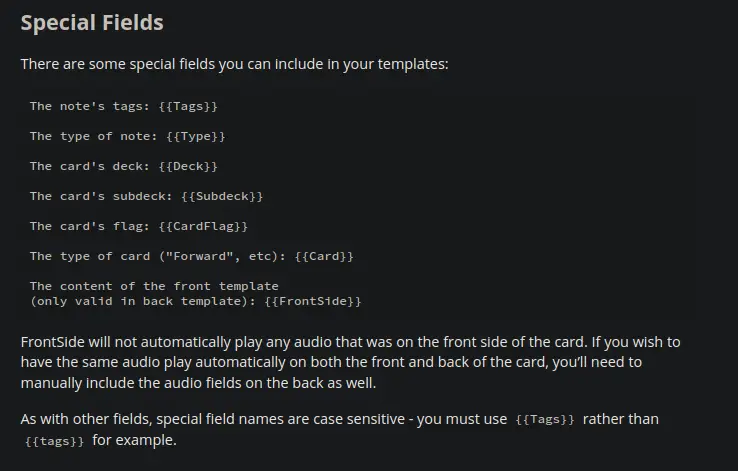 Special Fields
There are some special fields you can include in your templates:
The note's tags: {{Tags}}
The type of note: {{Type}}
The card's deck: {{Deck}}
The card's subdeck: {{Subdeck}}
The card's flag: {{CardFlag}}
The type of card ("Forward", etc): {{Card}}
The content of the front template
(only valid in back template): {{FrontSide}}
FrontSide will not automatically play any audio that was on the front side of the card. If you wish to
have the same audio play automatically on both the front and back of the card, you’ll need to
manually include the audio fields on the back as well.
As with other fields, special field names are case sensitive - you must use {{Tags}} rather than
{{tags}} for example.